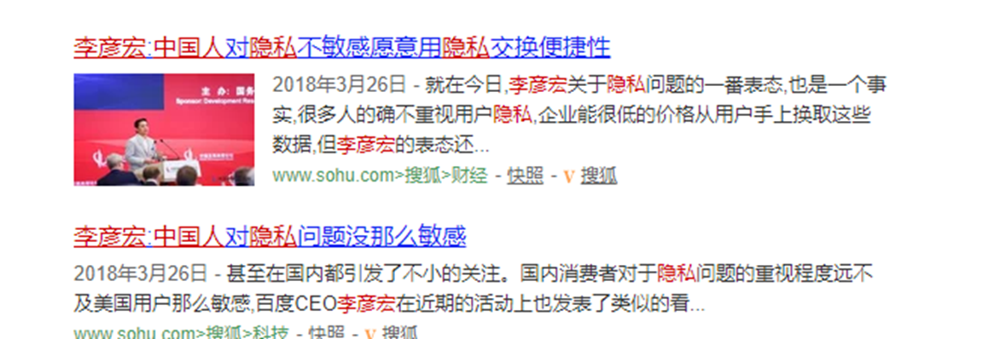 李彦宏:中国人对隐私不敏感愿意用隐私交换便捷性
主 办：国务
Sponsor: Development Res
2018年3月26日 - 就在今日,李彦宏关于隐私问题的一番表态,也是一个事
实,很多人的确不重视用户隐私,企业能很低的价格从用户手上换取这些
数据,但李彦宏的表态还...
www.sohu.com>搜狐>财经 - 快照 - V 搜狐
李彦宏:中国人对隐私问题没那么敏感
2018年3月26日 - 甚至在国内都引发了不小的关注。国内消费者对于隐私问题的重视程度远不
及美国用户那么敏感,百度CEO李彦宏在近期的活动上也发表了类似的看...
www.sohu.com>搜狐>科技 - 快照 - V 搜狐